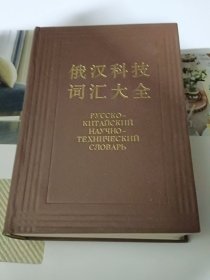 俄汉科技
词汇大全
РУССКО-
КИТАЙСКИЙ
НАУЧНО-
ТЕХНИЧЕСКИЙ
СЛОВАРЬ